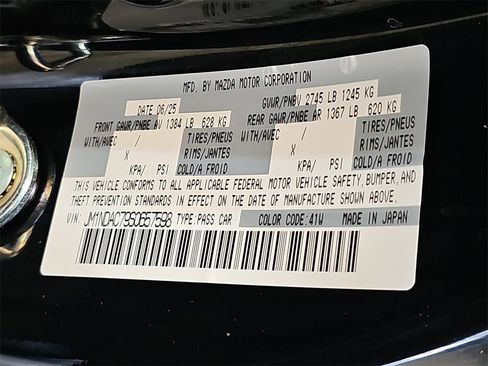 MFD. BY MAZDA MOTOR CORPORATION
DATE 06/25 GVWR/PNBV 2745 LB 1245 KG
FRONT GAWR/PNBE AV 1384 LB 628 KG REAR GAWR/PNBE AR 1367 LB 620 KG
WITH/AVEC / TIRES/PNEUS WITH/AVEC / TIRES/PNEUS
X RIMS/JANTES X RIMS/JANTES
KPA/ PSI COLD/A FROID KPA/ PSI COLD/A FROID
THIS VEHICLE CONFORMS TO ALL APPLICABLE FEDERAL MOTOR VEHICLE SAFETY, BUMPER, AND
THEFT PREVENTION STANDARDS IN EFFECT ON THE DATE OF MANUFACTURE SHOWN ABOVE.
VIN: JM1NDAC79S0657598 TYPE:PASS CAR COLOR CODE:41W MADE IN JAPAN